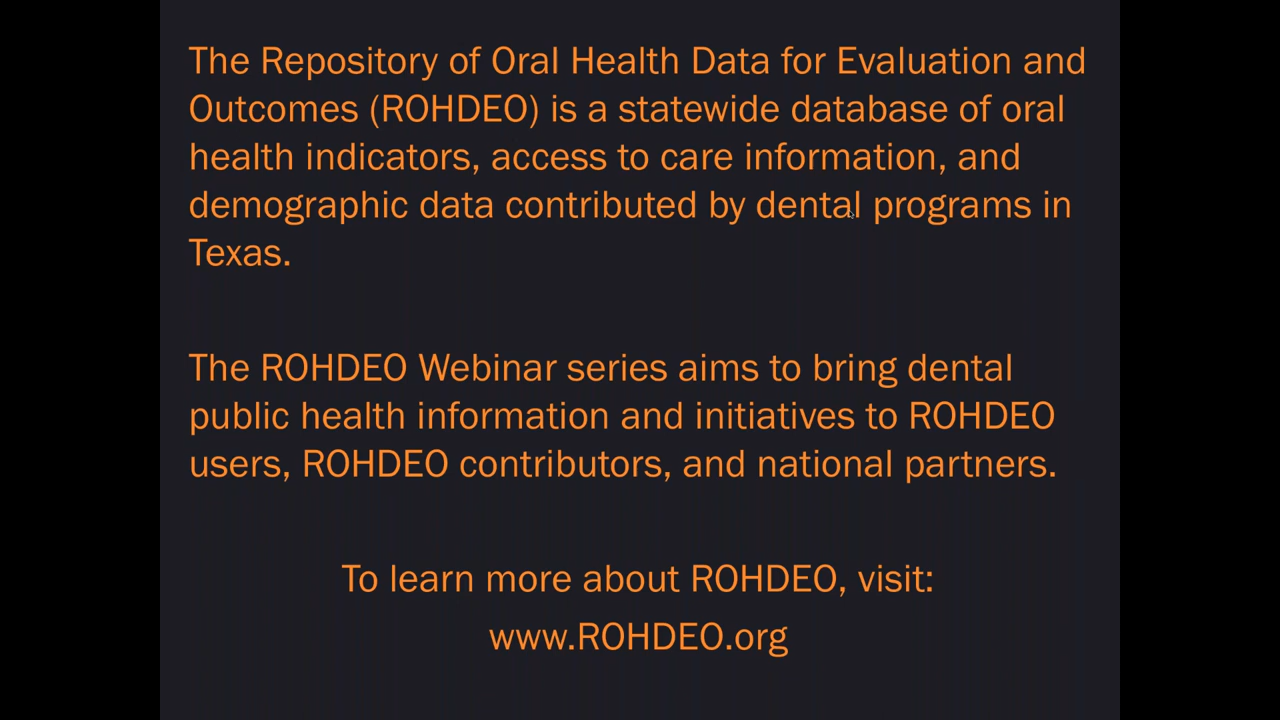 The Repository of Oral Health Data for Evaluation and
Outcomes (ROHDEO) is a statewide database of oral
health indicators, access to care information, and
demographic data contributed by dental programs in
Texas.
The ROHDEO Webinar series aims to bring dental
public health information and initiatives to ROHDEO
users, ROHDEO contributors, and national partners.
To learn more about ROHDEO, visit:
www.ROHDEO.org